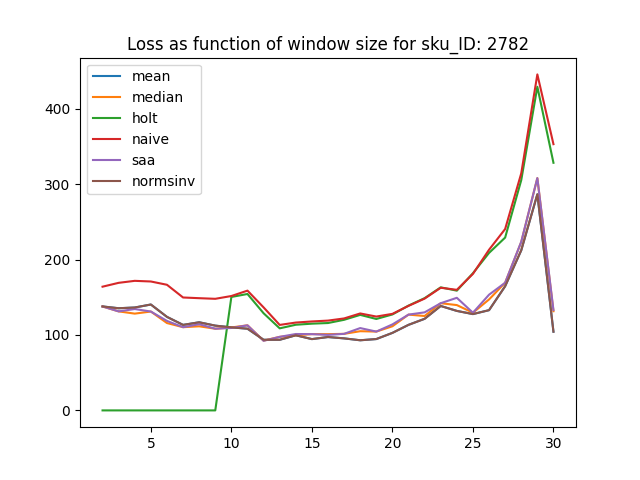 Loss as function of window size for sku_ID: 2782
mean
median
holt
naive
saa
normsinv
400
300
200
100
0
5 10 15 20 25 30